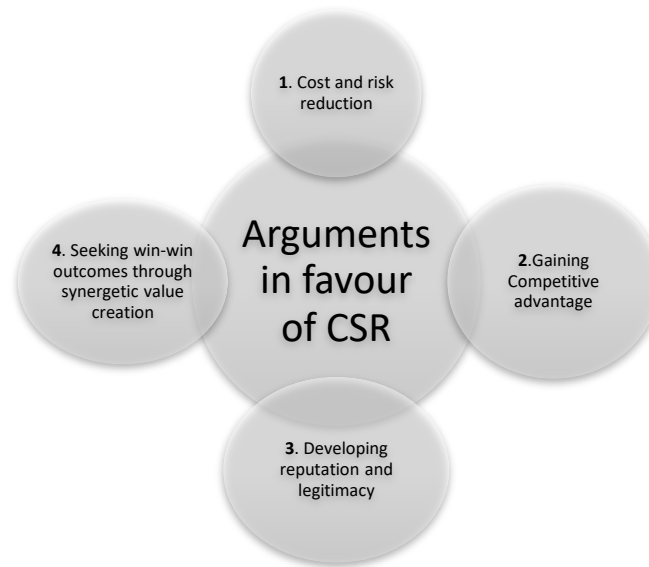 1. Cost and risk
reduction
Arguments
in favour
of CSR
4. Seeking win-win
outcomes through
synergetic value
creation
2.Gaining
Competitive
advantage
3. Developing
reputation and
legitimacy